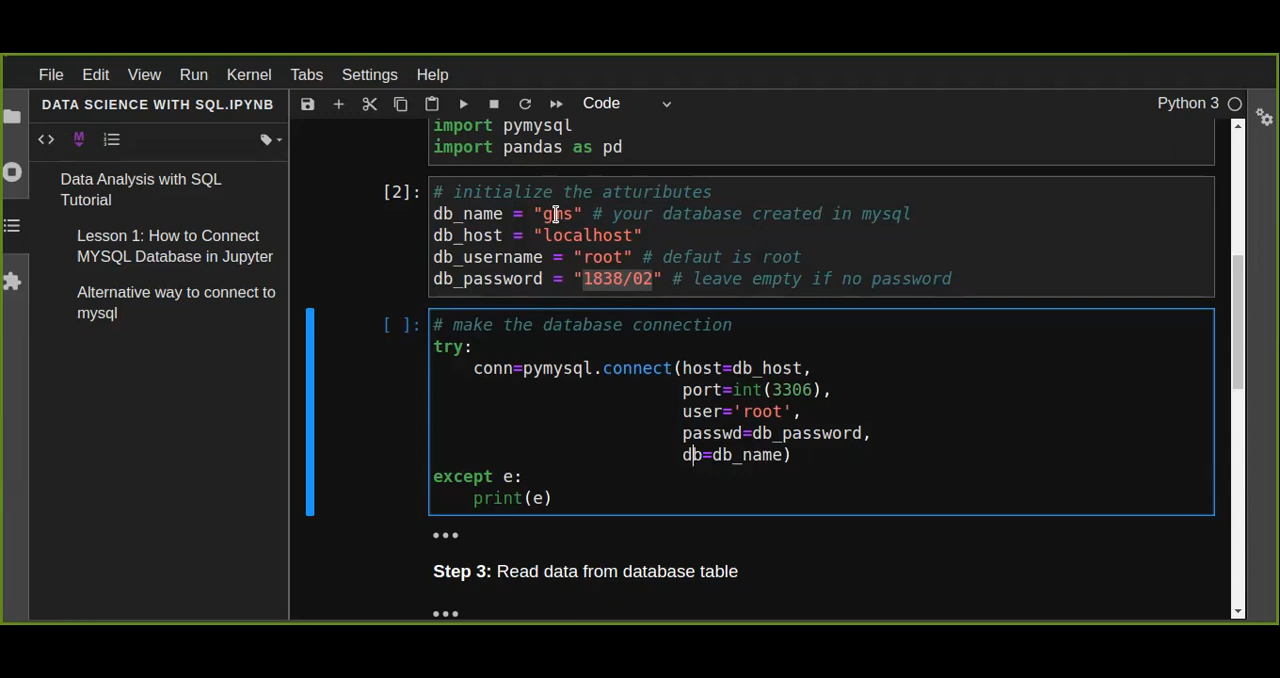 File Edit View Run Kernel Tabs Settings Help
DATA SCIENCE WITH SQL.IPYNB
Code
Python 3
Data Analysis with SQL
Tutorial
Lesson 1: How to Connect
MYSQL Database in Jupyter
Alternative way to connect to
mysql
import pymysql
import pandas as pd
[2]: # initialize the attuributes
db_name = "gms" # your database created in mysql
db_host = "localhost"
db_username = "root" # defaut is root
db_password = "1838/02" # leave empty if no password
[ ]: # make the database connection
try:
    conn=pymysql.connect(host=db_host,
                         port=int(3306),
                         user='root',
                         passwd=db_password,
                         db=db_name)
except e:
    print(e)
Step 3: Read data from database table